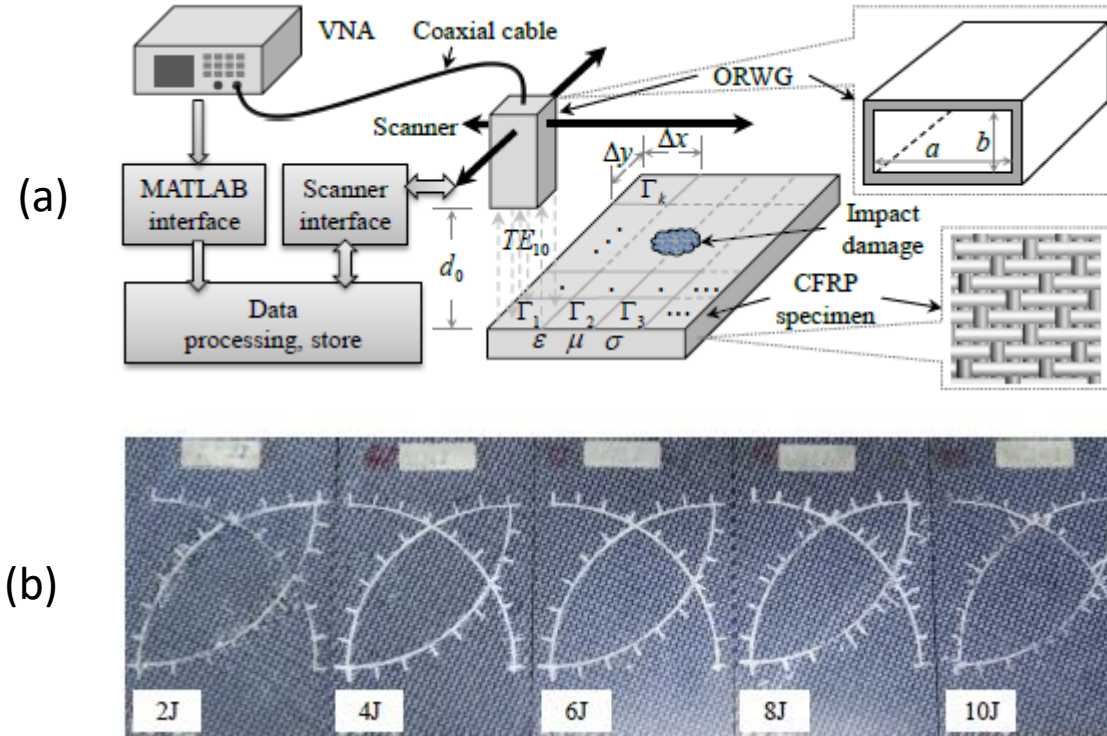 (a)
VNA
Coaxial cable
ORWG
Scanner
Δy
Δx
a
b
MATLAB
interface
Scanner
interface
Γk
Impact
damage
TE10
d0
CFRP
specimen
Data
processing, store
Γ1 Γ2 Γ3 ...
ε μ σ
(b)
2J
4J
6J
8J
10J